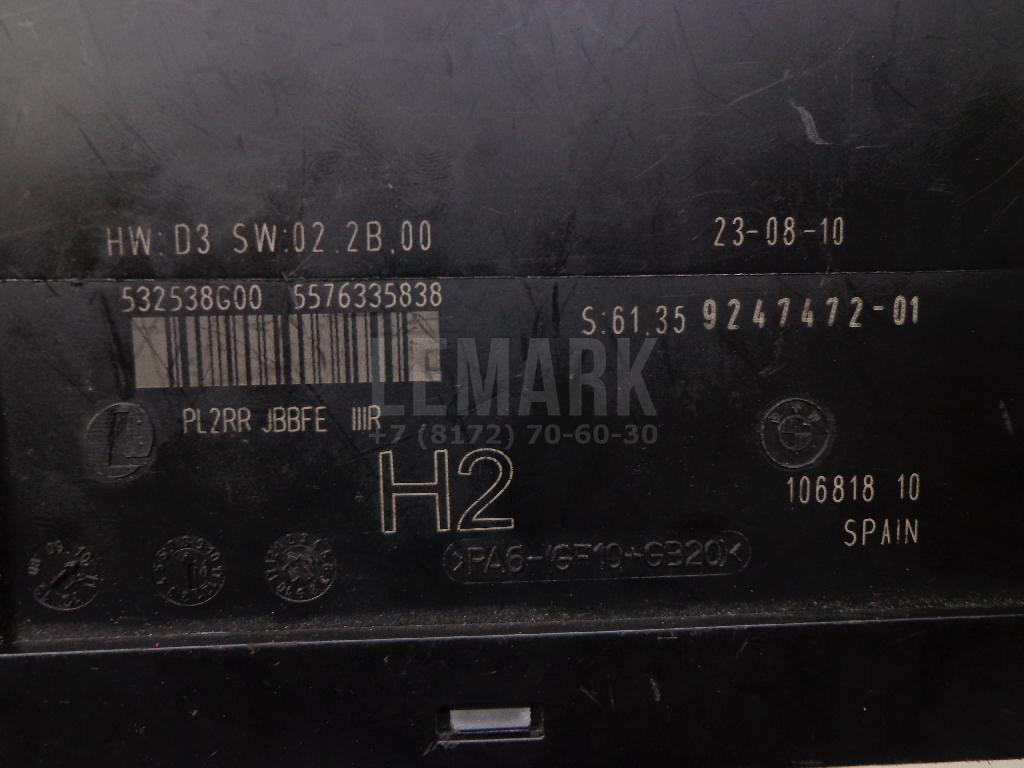 HW:D3 SW:02.2B.00
23-08-10
532538G00 5576335838
S:61.35 9247472-01
LEMARK
PL2RR JBBFE IIIR
+7 (8172) 70-60-30
H2
106818 10
SPAIN
>PA6-(GF10+GB20)<